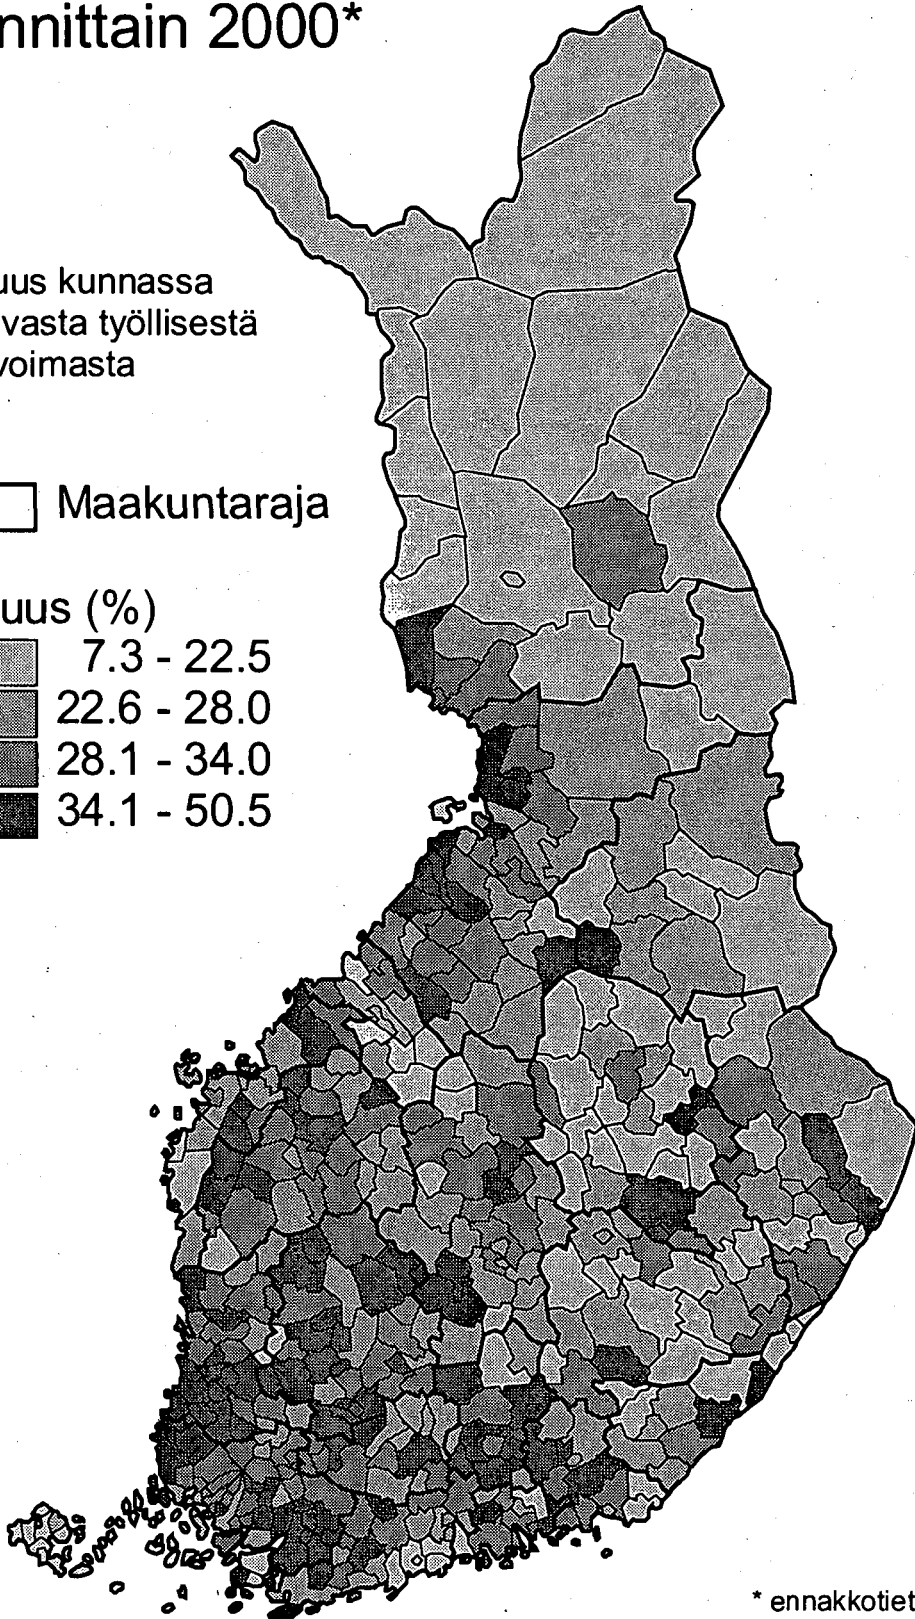 nnittain 2000*
uus kunnassa
vasta työllisestä
voimasta
Maakuntaraja
uus (%)
7.3 - 22.5
22.6 - 28.0
28.1 - 34.0
34.1 - 50.5
* ennakkotiet